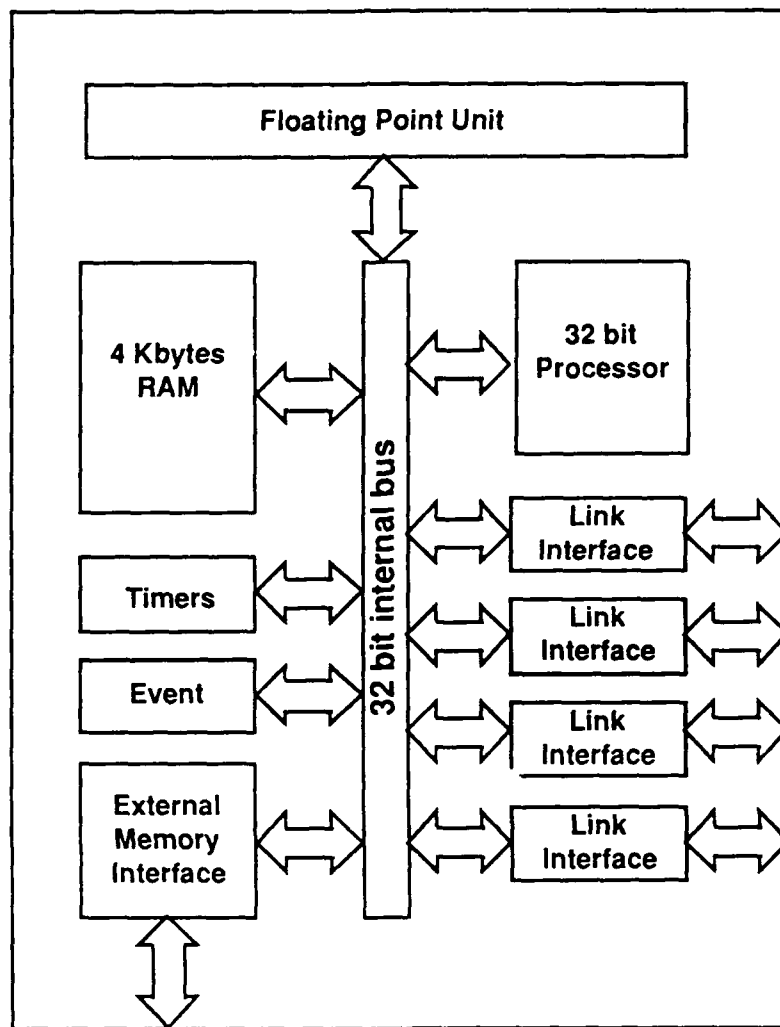 Floating Point Unit
4 Kbytes
RAM
32 bit
Processor
32 bit internal bus
Link
Interface
Timers
Link
Interface
Event
Link
Interface
External
Memory
Interface
Link
Interface